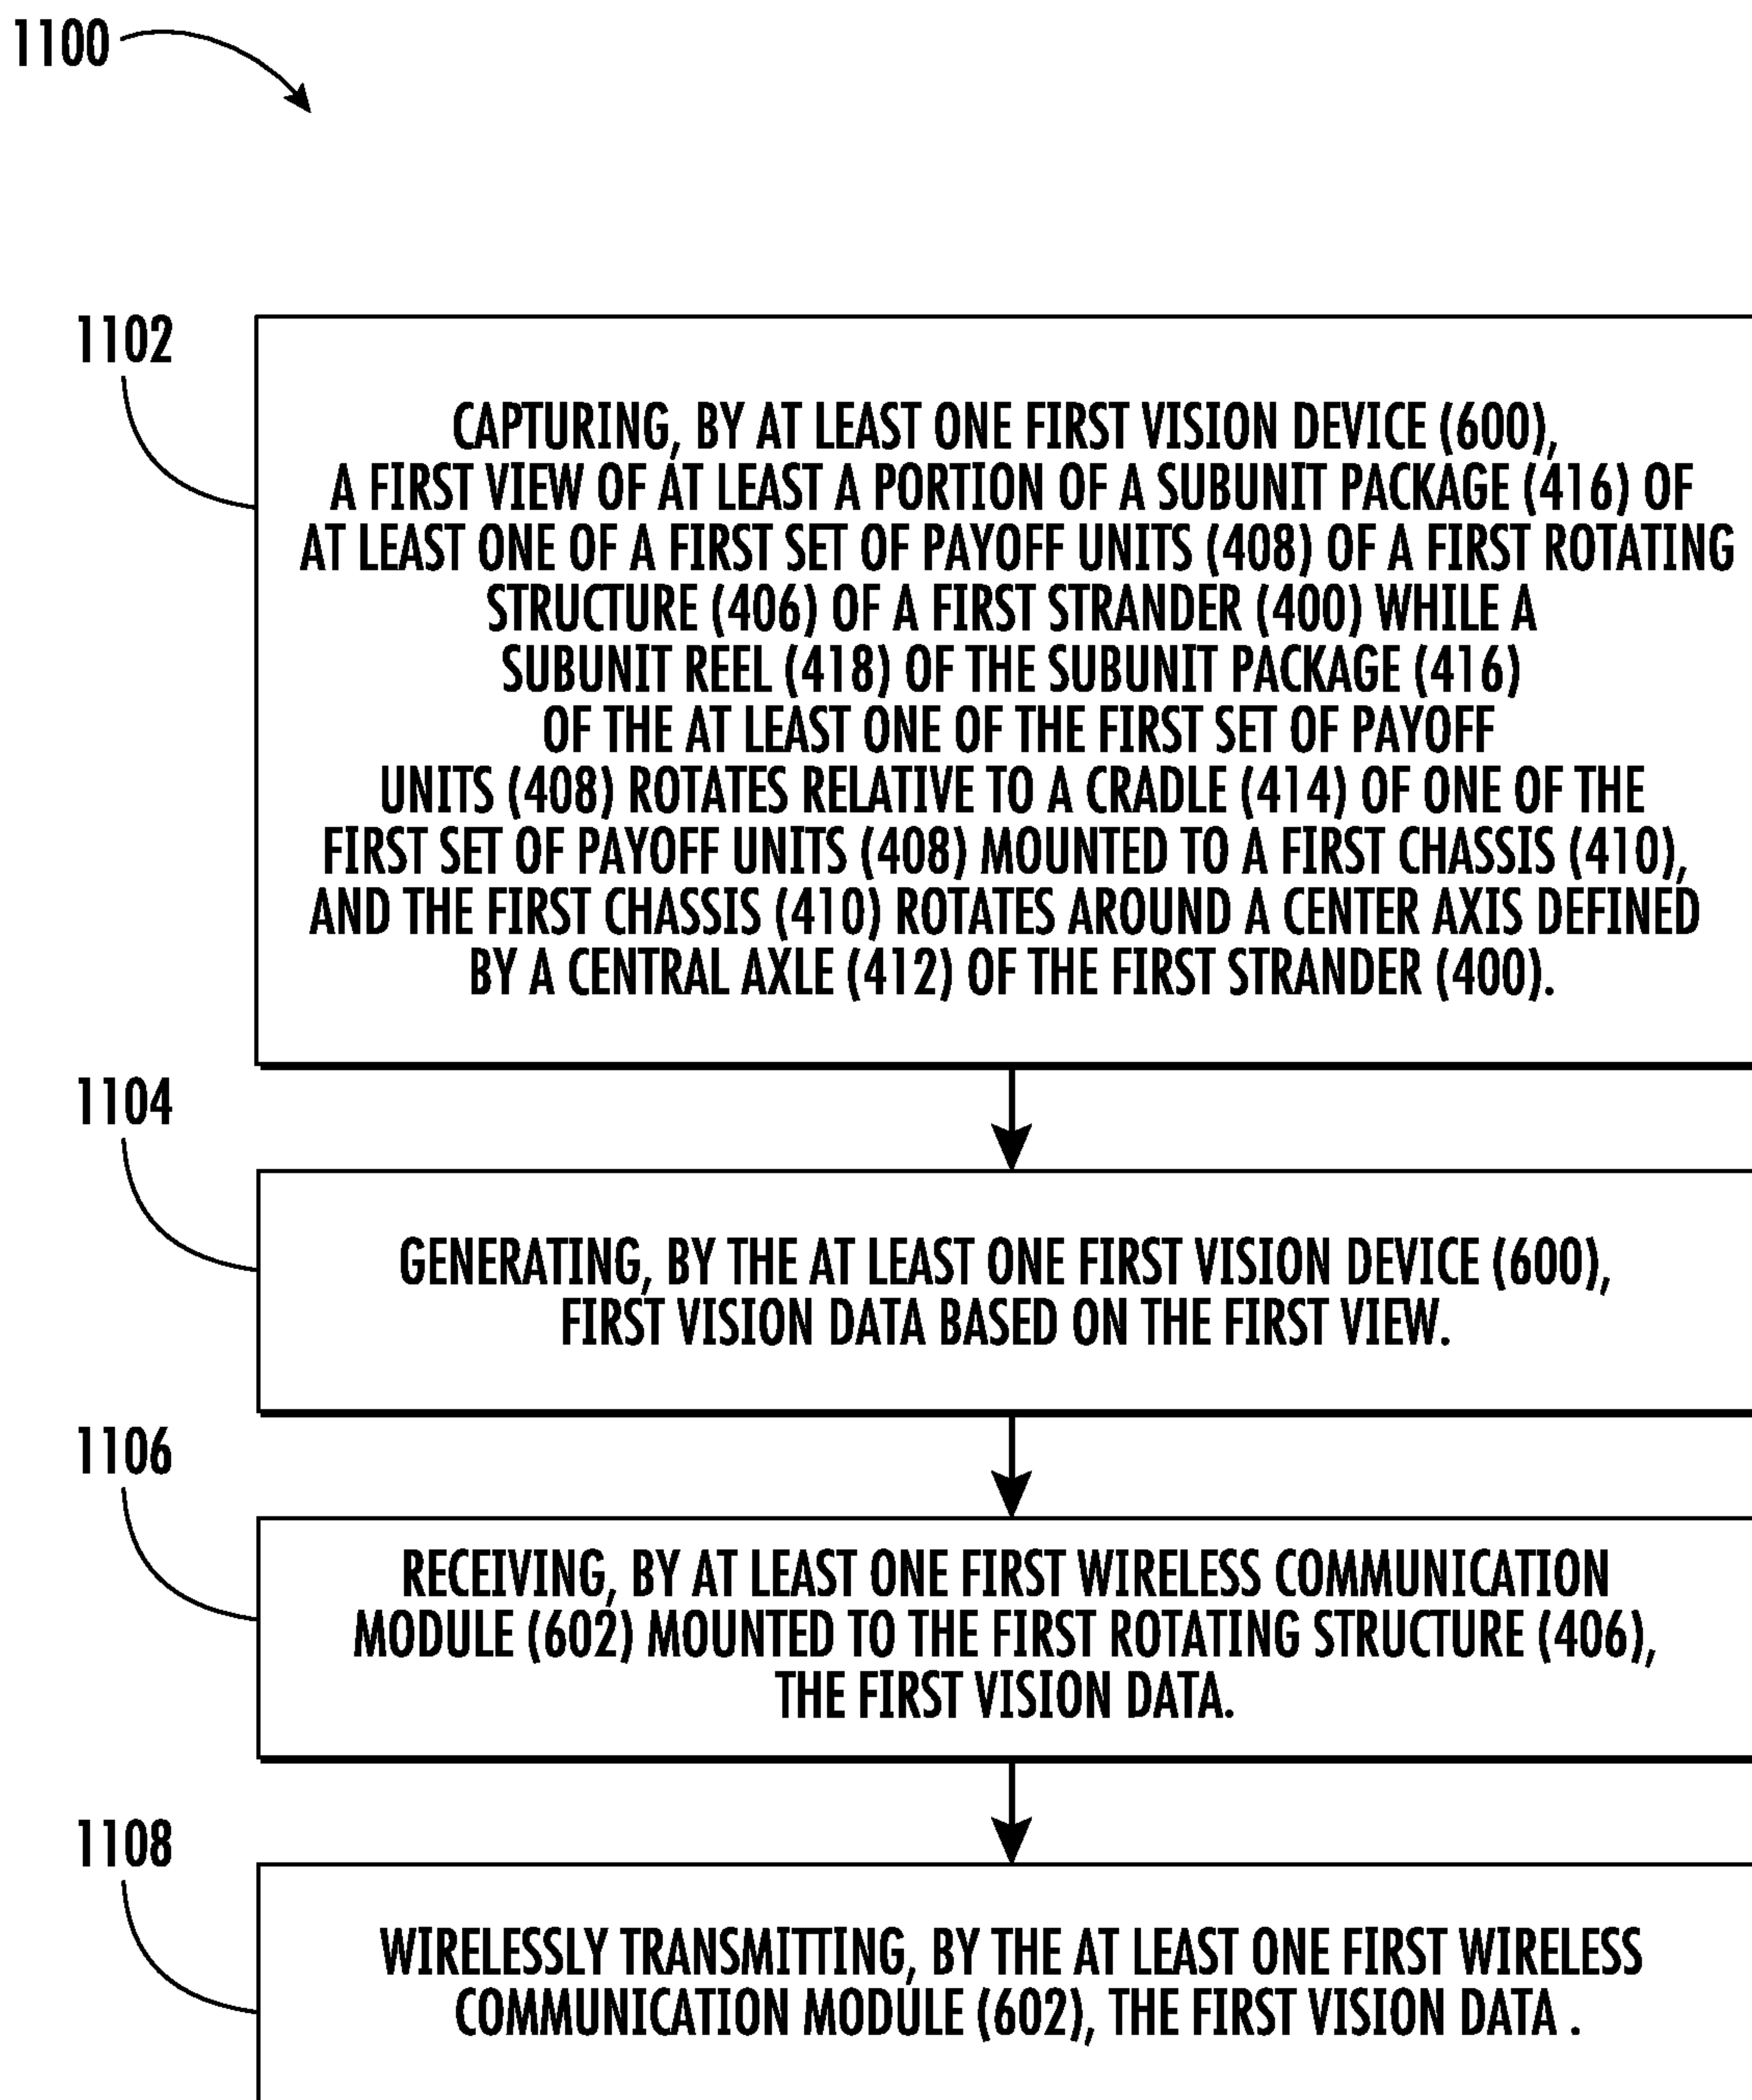 1100
1102
CAPTURING, BY AT LEAST ONE FIRST VISION DEVICE (600),
A FIRST VIEW OF AT LEAST A PORTION OF A SUBUNIT PACKAGE (416) OF
AT LEAST ONE OF A FIRST SET OF PAYOFF UNITS (408) OF A FIRST ROTATING
STRUCTURE (406) OF A FIRST STRANDER (400) WHILE A
SUBUNIT REEL (418) OF THE SUBUNIT PACKAGE (416)
OF THE AT LEAST ONE OF THE FIRST SET OF PAYOFF
UNITS (408) ROTATES RELATIVE TO A CRADLE (414) OF ONE OF THE
FIRST SET OF PAYOFF UNITS (408) MOUNTED TO A FIRST CHASSIS (410),
AND THE FIRST CHASSIS (410) ROTATES AROUND A CENTER AXIS DEFINED
BY A CENTRAL AXLE (412) OF THE FIRST STRANDER (400).
1104
GENERATING, BY THE AT LEAST ONE FIRST VISION DEVICE (600),
FIRST VISION DATA BASED ON THE FIRST VIEW.
1106
RECEIVING, BY AT LEAST ONE FIRST WIRELESS COMMUNICATION
MODULE (602) MOUNTED TO THE FIRST ROTATING STRUCTURE (406),
THE FIRST VISION DATA.
1108
WIRELESSLY TRANSMITTING, BY THE AT LEAST ONE FIRST WIRELESS
COMMUNICATION MODULE (602), THE FIRST VISION DATA .